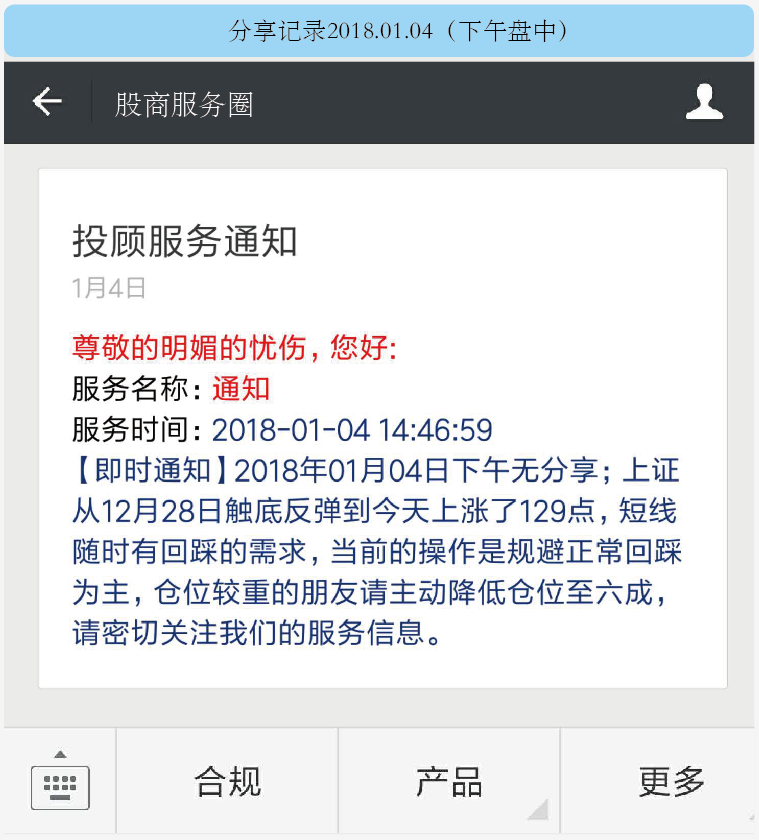 分享记录2018.01.04（下午盘中）
股商服务圈
投顾服务通知
1月4日
尊敬的明媚的忧伤，您好:
服务名称：通知
服务时间：2018-01-04 14:46:59
【即时通知】2018年01月04日下午无分享；上证
从12月28日触底反弹到今天上涨了129点，短线
随时有回踩的需求，当前的操作是规避正常回踩
为主，仓位较重的朋友请主动降低仓位至六成，
请密切关注我们的服务信息。
合规
产品
更多